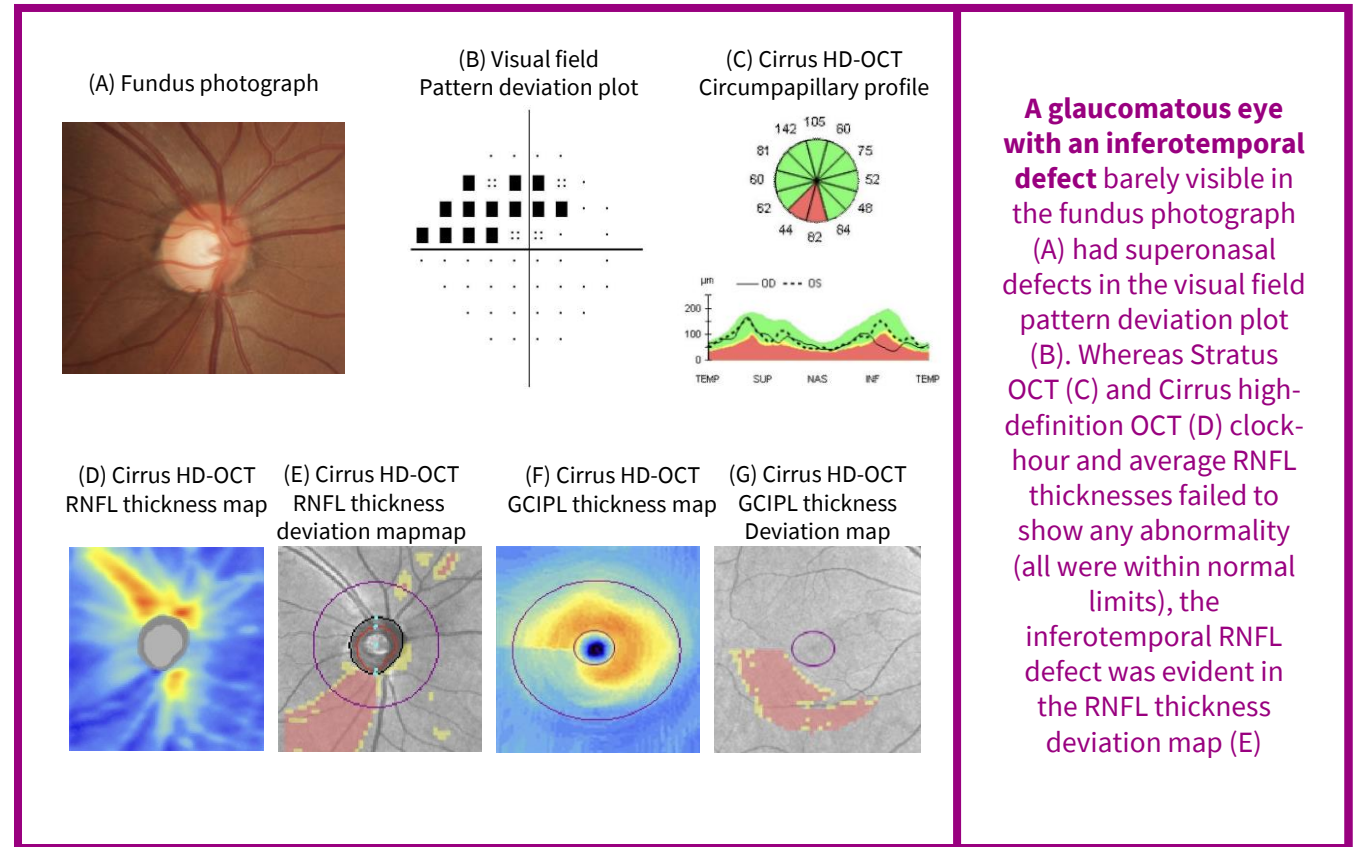 (A) Fundus photograph
(B) Visual field
Pattern deviation plot
(C) Cirrus HD-OCT
Circumpapillary profile
142 105 60
81 75
60 52
62 48
44 82 84
µm OD OS
200
100
0
TEMP SUP NAS INF TEMP
(D) Cirrus HD-OCT
RNFL thickness map
(E) Cirrus HD-OCT
RNFL thickness
deviation mapmap
(F) Cirrus HD-OCT
GCIPL thickness map
(G) Cirrus HD-OCT
GCIPL thickness
Deviation map
A glaucomatous eye
with an inferotemporal
defect barely visible in
the fundus photograph
(A) had superonasal
defects in the visual field
pattern deviation plot
(B). Whereas Stratus
OCT (C) and Cirrus high-
definition OCT (D) clock-
hour and average RNFL
thicknesses failed to
show any abnormality
(all were within normal
limits), the
inferotemporal RNFL
defect was evident in
the RNFL thickness
deviation map (E)